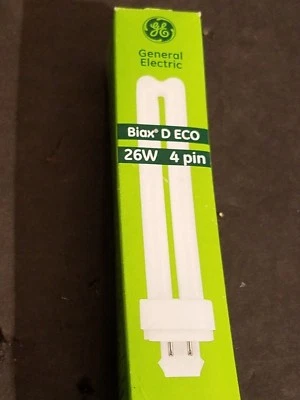 GE
General
Electric
Biax® D ECO
26W 4 pin